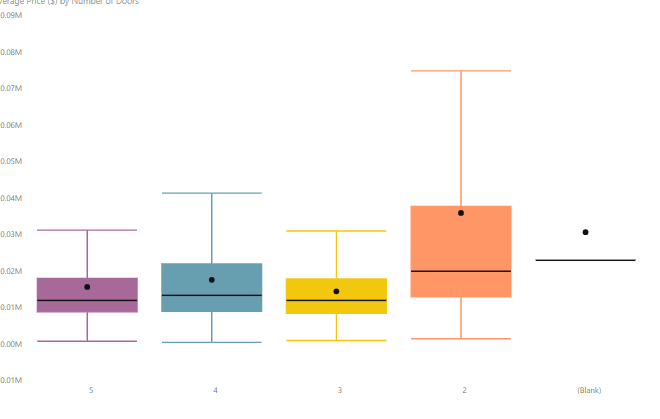 verage Price ($) by Number of Doors
0.09M
0.08M
0.07M
0.06M
0.05M
0.04M
0.03M
0.02M
0.01M
0.00M
0.01M
5 4 3 2 (Blank)